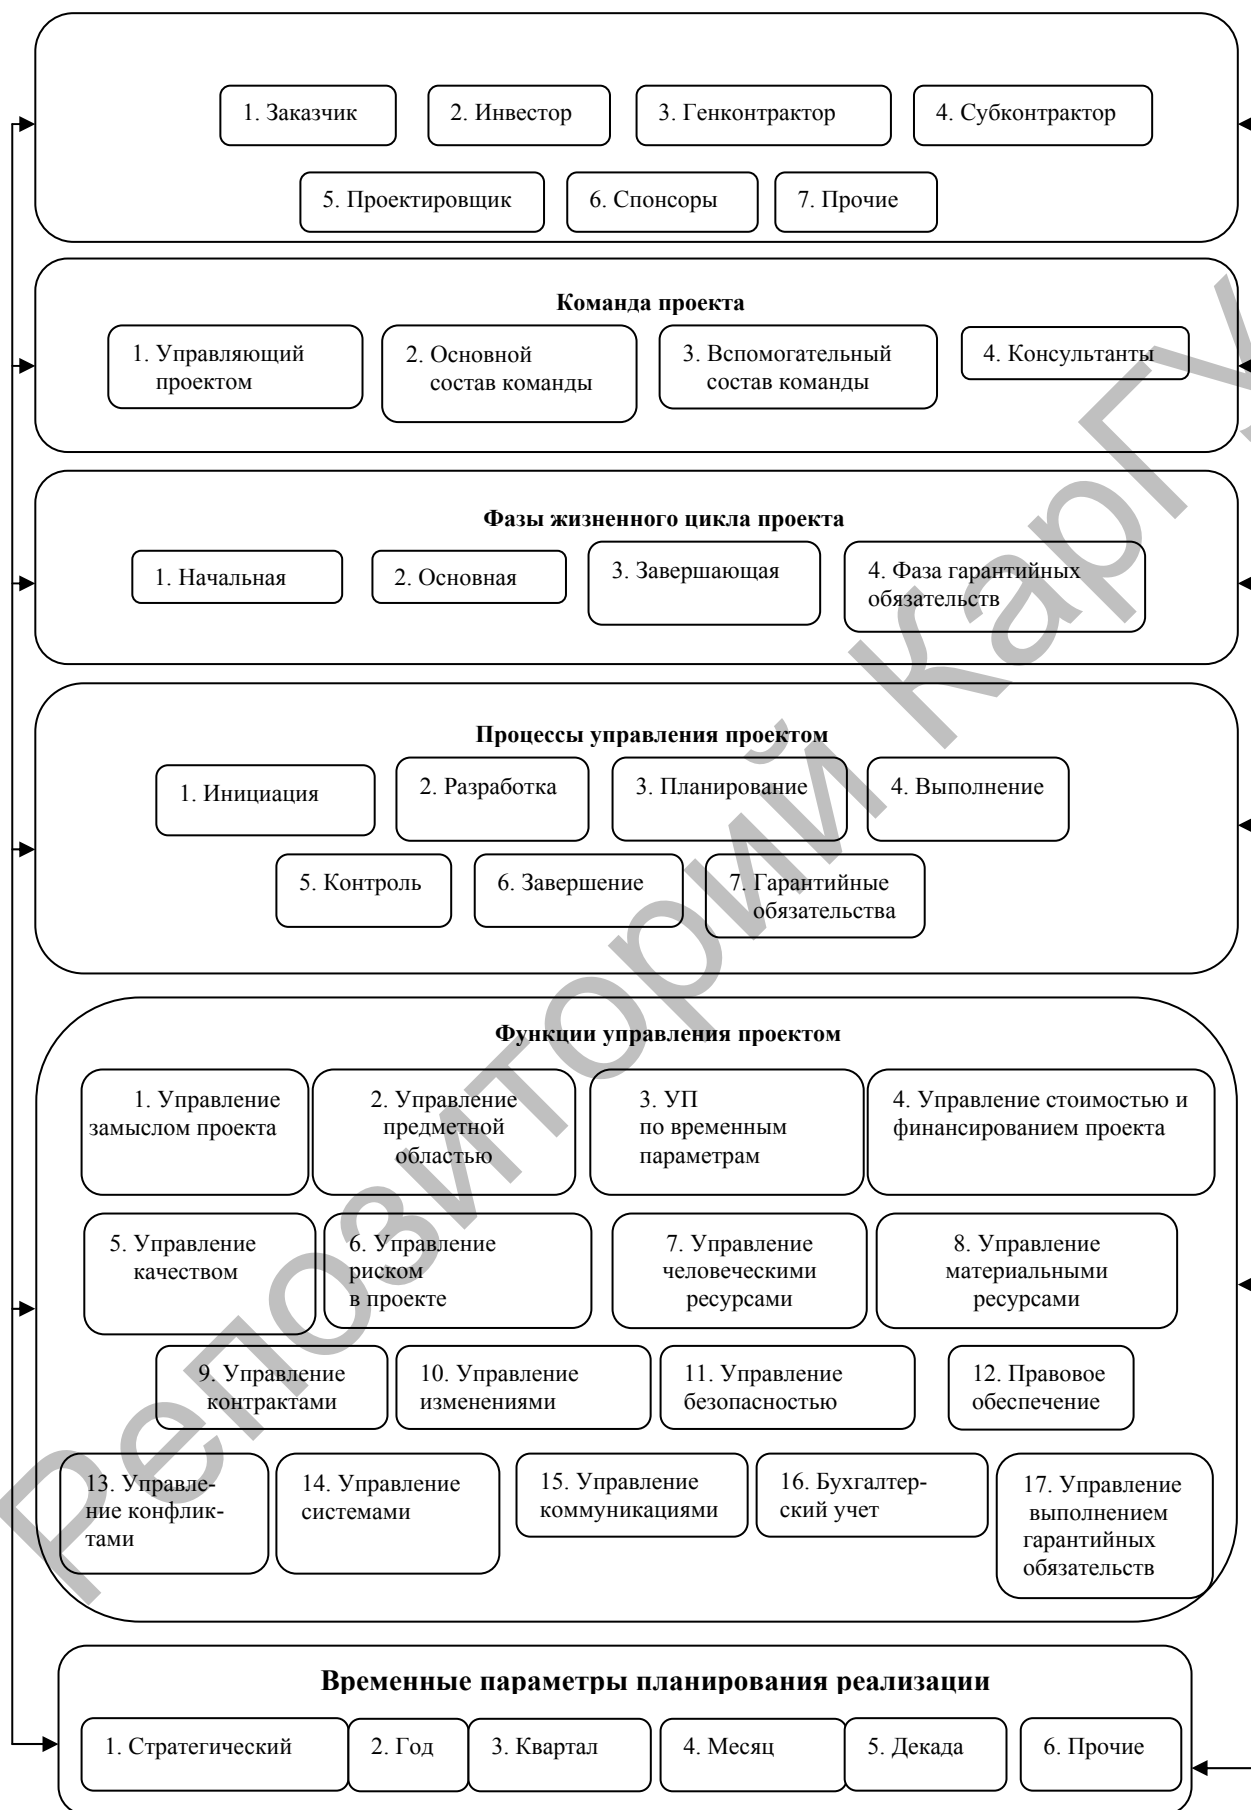 1. Заказчик
2. Инвестор
3. Генконтрактор
4. Субконтрактор
5. Проектировщик
6. Спонсоры
7. Прочие
Команда проекта
1. Управляющий
проектом
2. Основной
состав команды
3. Вспомогательный
состав команды
4. Консультанты
Фазы жизненного цикла проекта
1. Начальная
2. Основная
3. Завершающая
4. Фаза гарантийных
обязательств
Процессы управления проектом
1. Инициация
2. Разработка
3. Планирование
4. Выполнение
5. Контроль
6. Завершение
7. Гарантийные
обязательства
Функции управления проектом
1. Управление
замыслом проекта
2. Управление
предметной
областью
3. УП
по временным
параметрам
4. Управление стоимостью и
финансированием проекта
5. Управление
качеством
6. Управление
риском
в проекте
7. Управление
человеческими
ресурсами
8. Управление
материальными
ресурсами
9. Управление
контрактами
10. Управление
изменениями
11. Управление
безопасностью
12. Правовое
обеспечение
13. Управле-
ние конфлик-
тами
14. Управление
системами
15. Управление
коммуникациями
16. Бухгалтер-
ский учет
17. Управление
выполнением
гарантийных
обязательств
Временные параметры планирования реализации
1. Стратегический
2. Год
3. Квартал
4. Месяц
5. Декада
6. Прочие
Репозиторий КарГУ